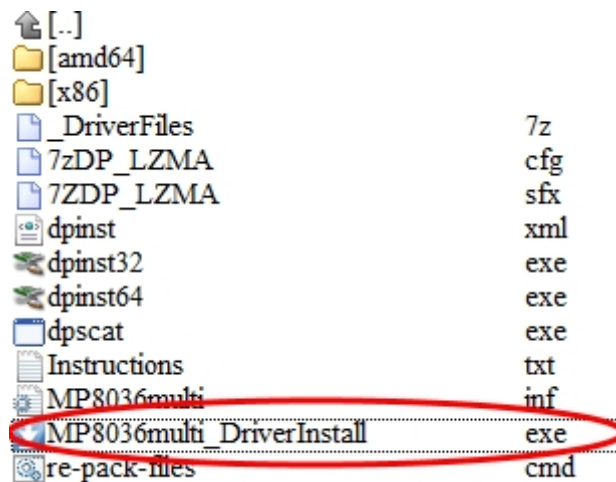 [..]
[amd64]
[x86]
_DriverFiles 7z
7zDP_LZMA cfg
7ZDP_LZMA sfx
dpinst xml
dpinst32 exe
dpinst64 exe
dpscat exe
Instructions txt
MP8036multi inf
MP8036multi_DriverInstall exe
re-pack-files cmd